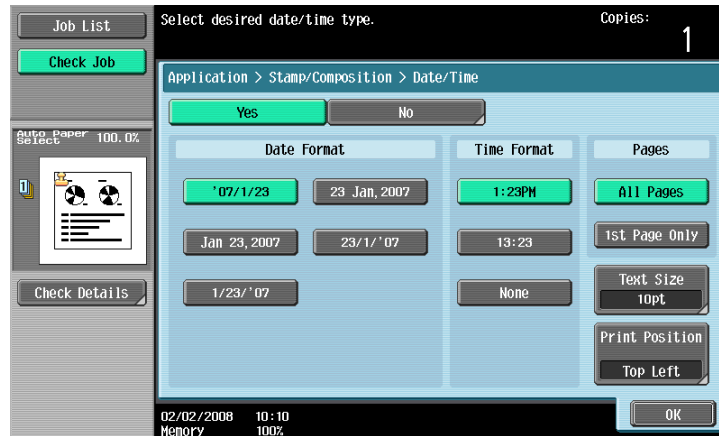 Job List
Check Job
Select desired date/time type.
Copies:
1
Application > Stamp/Composition > Date/Time
Yes
No
Auto Paper Select
100.0%
1
Date Format
Time Format
Pages
'07/1/23
23 Jan,2007
1:23PM
All Pages
Jan 23,2007
23/1/'07
13:23
1st Page Only
1/23/'07
None
Text Size
10pt
Check Details
Print Position
Top Left
02/02/2008 10:10
Memory 100%
OK